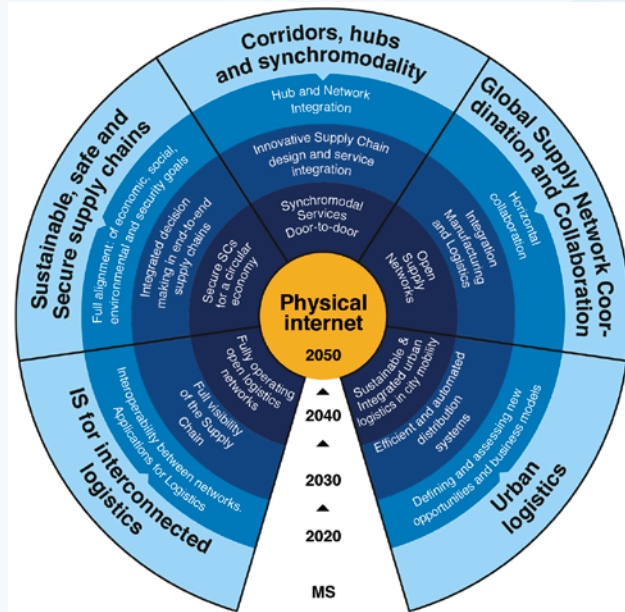 Corridors, hubs
and synchromodality
Hub and Network
Integration
Innovative Supply Chain
design and service
integration
Synchromodal
Services
Door-to-door
Global Supply Network Coor-
dination and Collaboration
Horizontal
collaboration
Integration
Manufacturing
and Logistics
Open
Supply
Networks
Urban
logistics
Defining and assessing new
opportunities and business models
Efficient and automated
distribution
systems
Sustainable &
Integrated urban
logistics in city mobility
Sustainable, safe and
Secure supply chains
Full alignment: of economic, social,
environmental and security goals
Integrated decision
making in end-to-end
supply chains
Secure SCs
for a circular
economy
IS for interconnected
logistics
Interoperability between networks.
Applications for Logistics
Full visibility
of the Supply
Chain
Fully operating
open logistics
networks
Physical
internet
2050
2040
2030
2020
MS